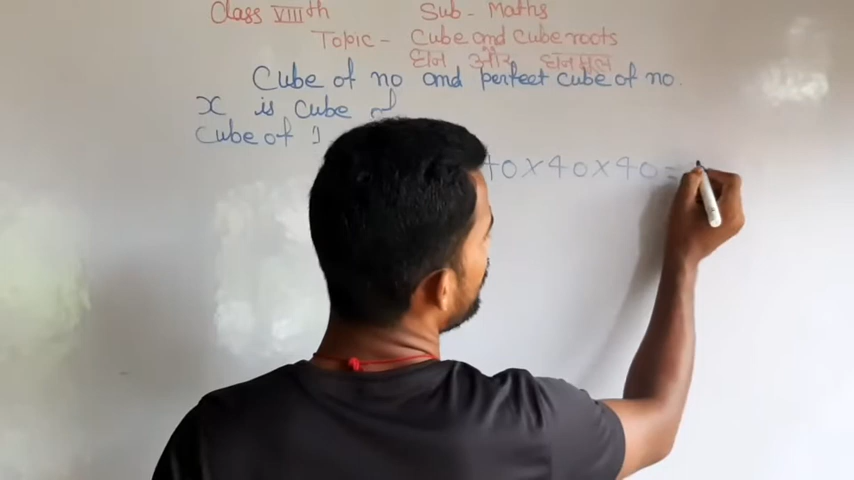 Class VIIIth Sub - Maths
Topic - Cube and Cube roots
घन और घनमूल
Cube of no and perfect cube of no.
x is Cube of
Cube of 40×40×40=